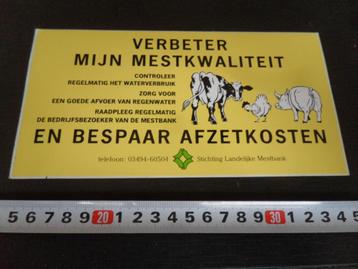 VERBETER
MIJN MESTKWALITEIT
CONTROLEER
REGELMATIG HET WATERVERBRUIK
ZORG VOOR
EEN GOEDE AFVOER VAN REGENWATER
RAADPLEEG REGELMATIG
DE BEDRIJFSBEZOEKER VAN DE MESTBANK
EN BESPAAR AFZETKOSTEN
telefoon: 03494-60504 Stichting Landelijke Mestbank
5 6 7 8 9 20 1 2 3 4 5 6 7 8 9 30 1 2 3 4 5